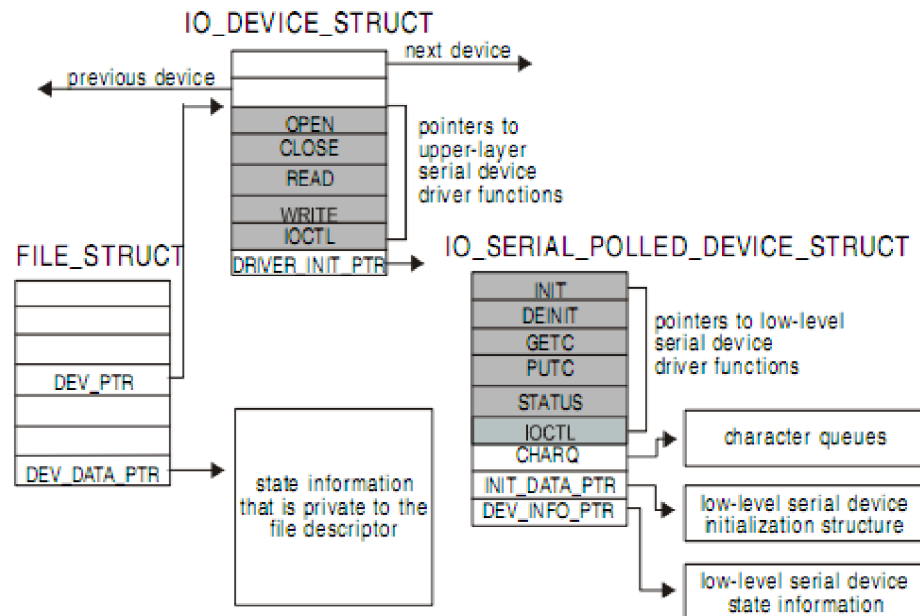 IO_DEVICE_STRUCT
next device
previous device
OPEN
CLOSE
READ
WRITE
IOCTL
DRIVER_INIT_PTR
pointers to
upper-layer
serial device
driver functions
FILE_STRUCT
DEV_PTR
DEV_DATA_PTR
state information
that is private to the
file descriptor
IO_SERIAL_POLLED_DEVICE_STRUCT
INIT
DEINIT
GETC
PUTC
STATUS
IOCTL
CHARQ
INIT_DATA_PTR
DEV_INFO_PTR
pointers to low-level
serial device
driver functions
character queues
low-level serial device
initialization structure
low-level serial device
state information